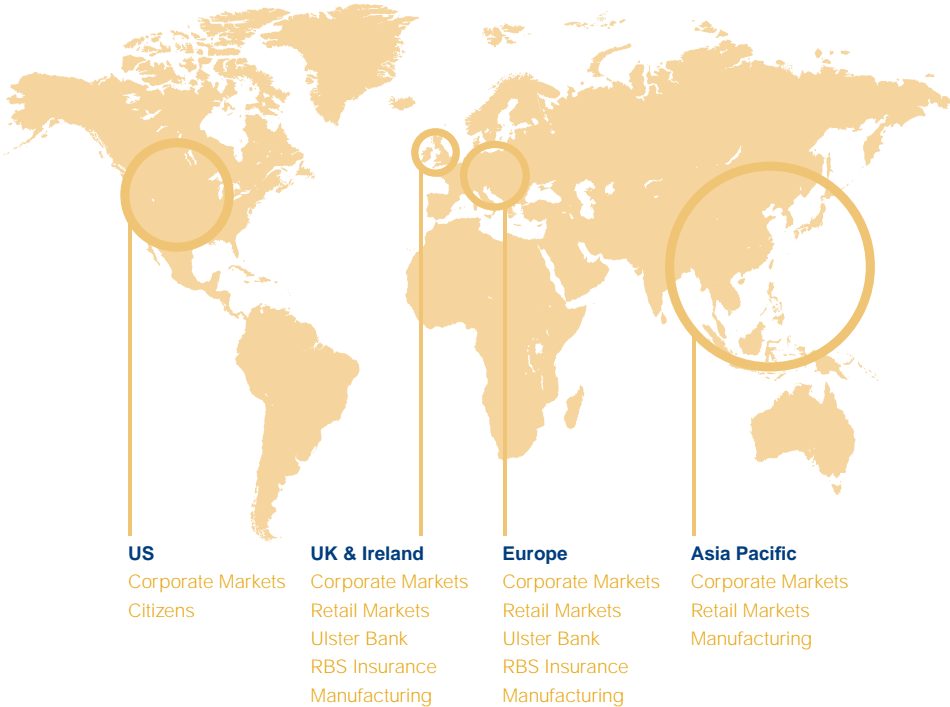 US
Corporate Markets
Citizens
UK & Ireland
Corporate Markets
Retail Markets
Ulster Bank
RBS Insurance
Manufacturing
Europe
Corporate Markets
Retail Markets
Ulster Bank
RBS Insurance
Manufacturing
Asia Pacific
Corporate Markets
Retail Markets
Manufacturing